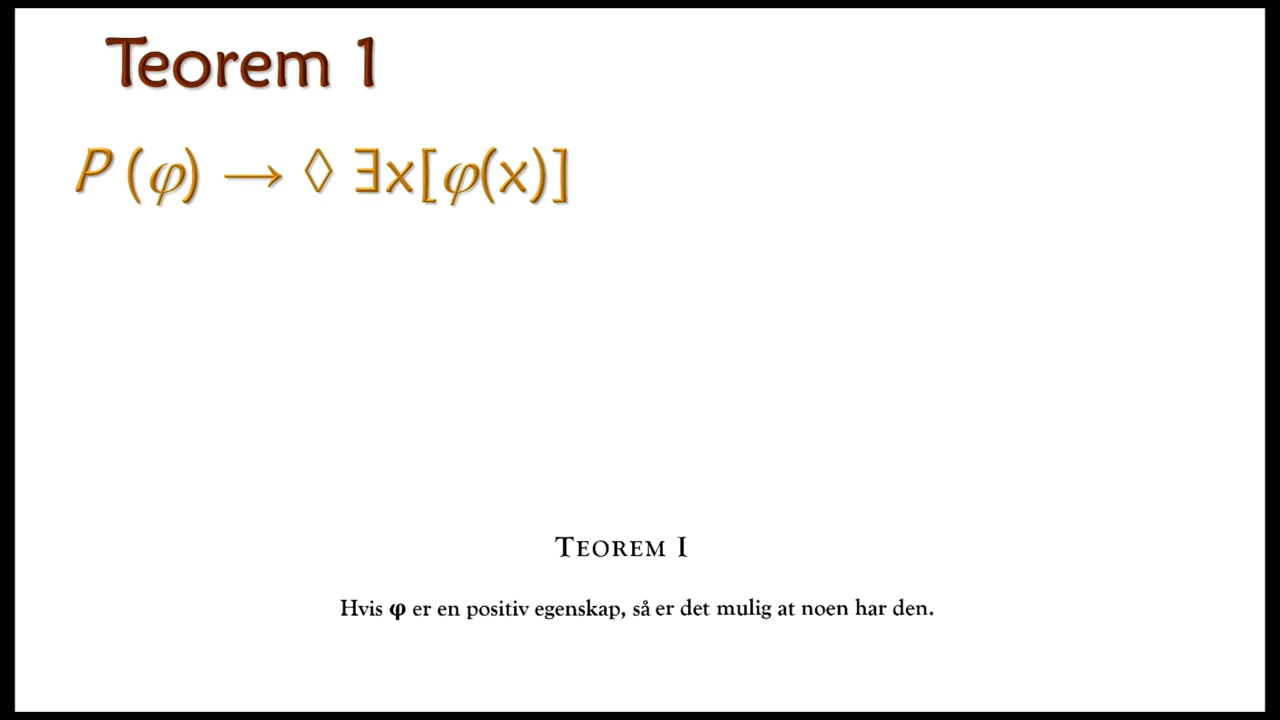 Teorem 1
P (φ) → ◊ ∃x[φ(x)]
Teorem I
Hvis φ er en positiv egenskap, så er det mulig at noen har den.